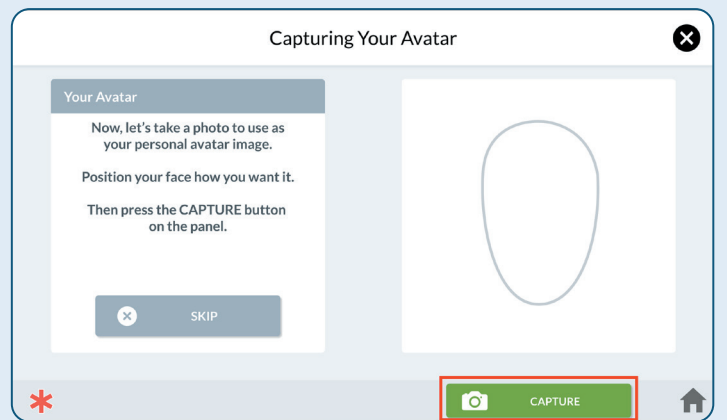 Capturing Your Avatar
Your Avatar
Now, let's take a photo to use as
your personal avatar image.
Position your face how you want it.
Then press the CAPTURE button
on the panel.
SKIP
CAPTURE